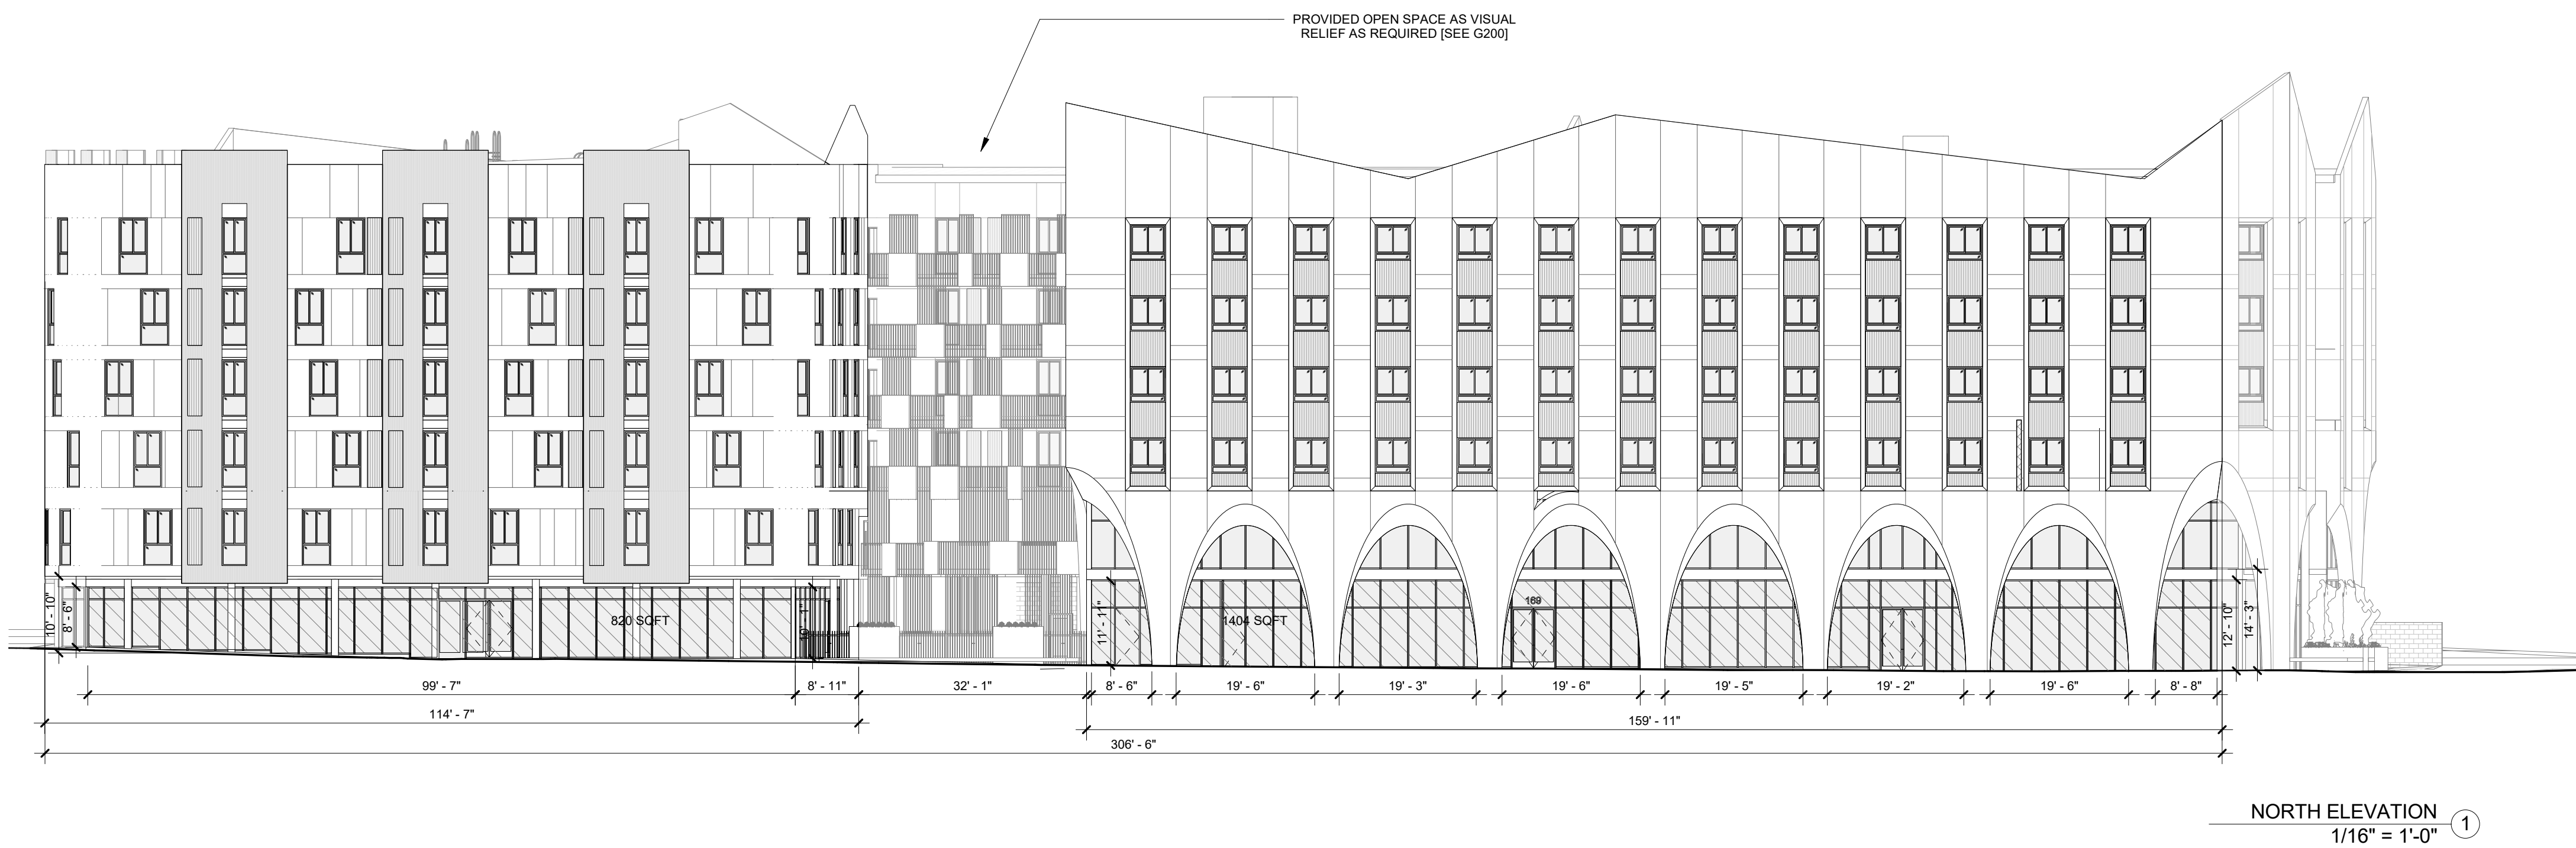 PROVIDED OPEN SPACE AS VISUAL
RELIEF AS REQUIRED [SEE G200]
10' - 10"
8' - 6"
820 SQFT
11' - 11"
1404 SQFT
169
12' - 10"
14' - 3"
99' - 7"
8' - 11"
32' - 1"
8' - 6"
19' - 6"
19' - 3"
19' - 6"
19' - 5"
19' - 2"
19' - 6"
8' - 8"
114' - 7"
159' - 11"
306' - 6"
NORTH ELEVATION
1
1/16" = 1'-0"